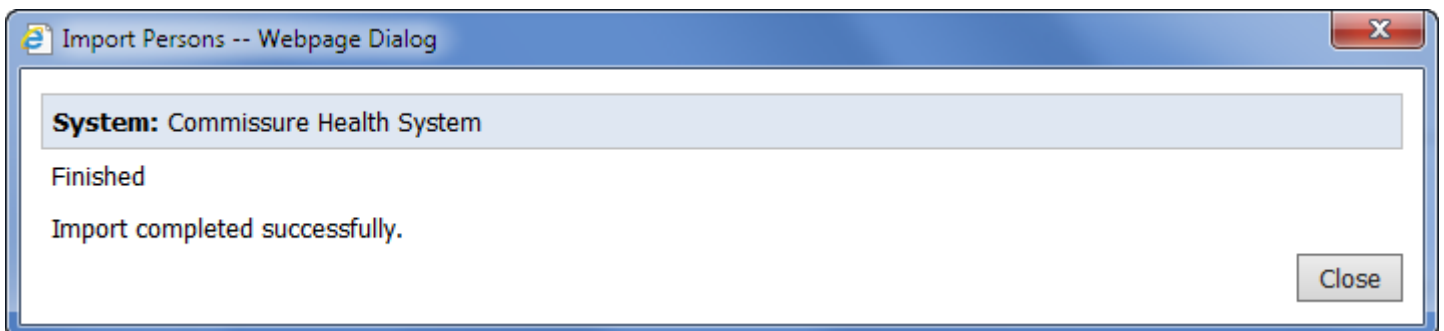 Import Persons -- Webpage Dialog
System: Commissure Health System
Finished
Import completed successfully.
Close